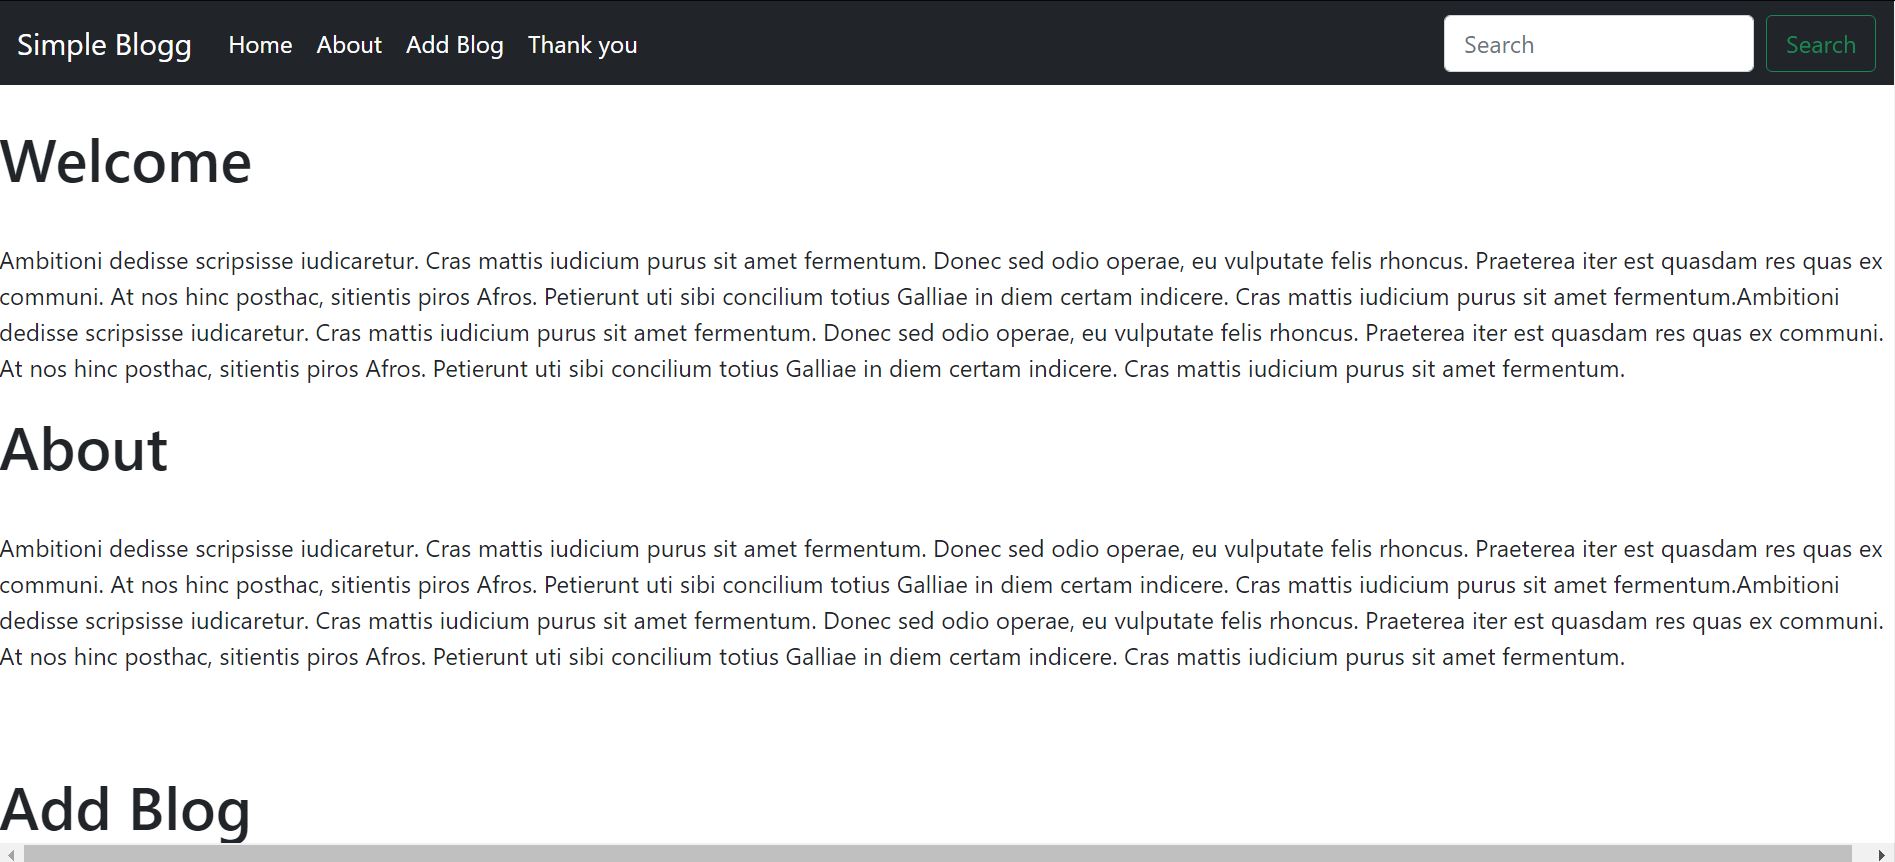 Simple Blogg Home About Add Blog Thank you Search Search
Welcome
Ambitioni dedisse scripsisse iudicaretur. Cras mattis iudicium purus sit amet fermentum. Donec sed odio operae, eu vulputate felis rhoncus. Praeterea iter est quasdam res quas ex
communi. At nos hinc posthac, sitientis piros Afros. Petierunt uti sibi concilium totius Galliae in diem certam indicere. Cras mattis iudicium purus sit amet fermentum.Ambitioni
dedisse scripsisse iudicaretur. Cras mattis iudicium purus sit amet fermentum. Donec sed odio operae, eu vulputate felis rhoncus. Praeterea iter est quasdam res quas ex communi.
At nos hinc posthac, sitientis piros Afros. Petierunt uti sibi concilium totius Galliae in diem certam indicere. Cras mattis iudicium purus sit amet fermentum.
About
Ambitioni dedisse scripsisse iudicaretur. Cras mattis iudicium purus sit amet fermentum. Donec sed odio operae, eu vulputate felis rhoncus. Praeterea iter est quasdam res quas ex
communi. At nos hinc posthac, sitientis piros Afros. Petierunt uti sibi concilium totius Galliae in diem certam indicere. Cras mattis iudicium purus sit amet fermentum.Ambitioni
dedisse scripsisse iudicaretur. Cras mattis iudicium purus sit amet fermentum. Donec sed odio operae, eu vulputate felis rhoncus. Praeterea iter est quasdam res quas ex communi.
At nos hinc posthac, sitientis piros Afros. Petierunt uti sibi concilium totius Galliae in diem certam indicere. Cras mattis iudicium purus sit amet fermentum.
Add Blog